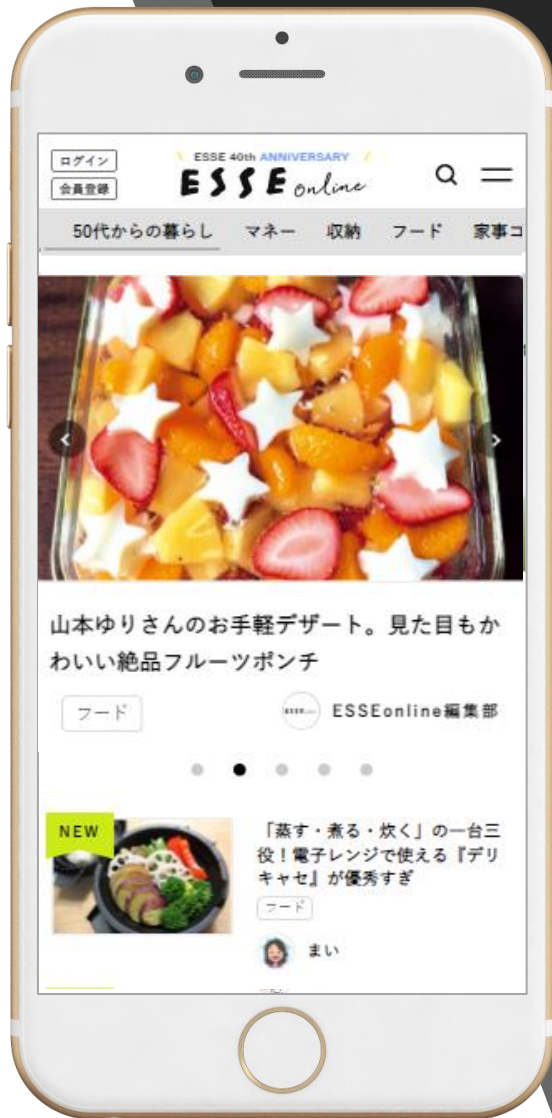 ログイン
会員登録
ESSE 40th ANNIVERSARY
ESSE online
50代からの暮らし マネー 収納 フード 家事コ
山本ゆりさんのお手軽デザート。見た目もか
わいい絶品フルーツポンチ
フード
ESSEonline編集部
NEW
「蒸す・煮る・炊く」の一台三
役！電子レンジで使える『デリ
キャセ』が優秀すぎ
フード
まい